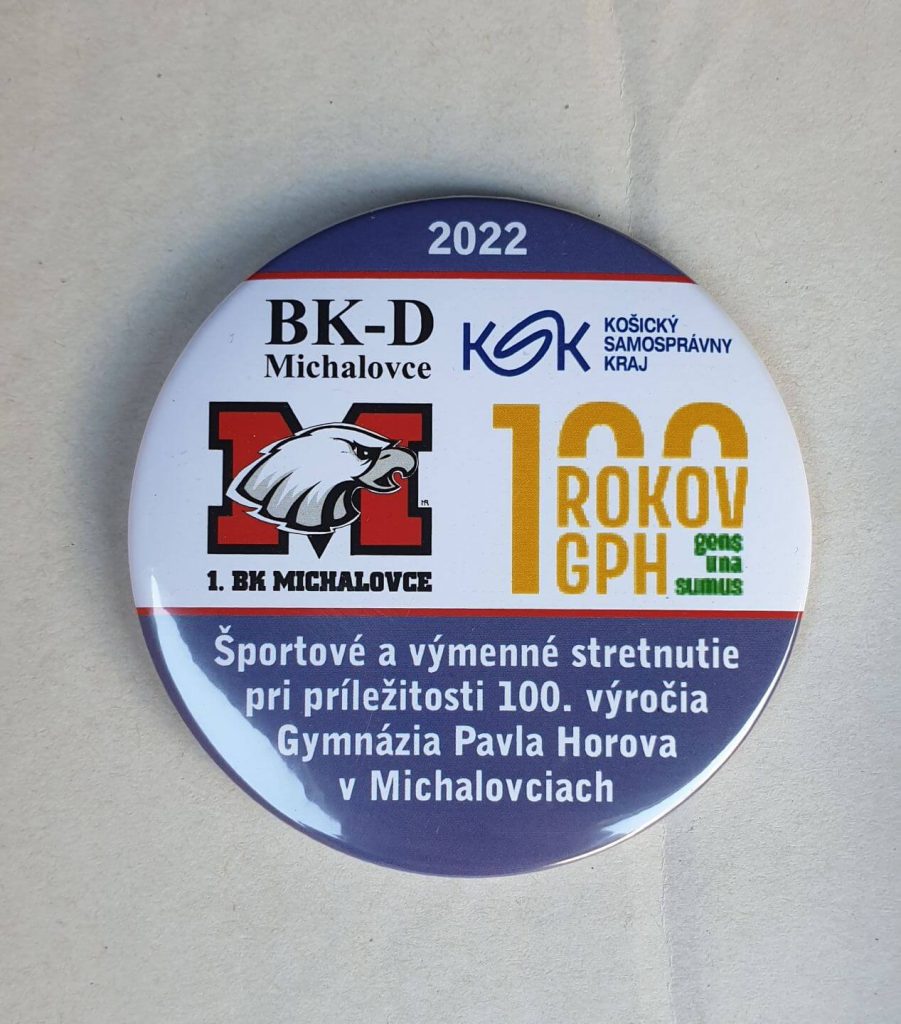 2022
BK-D
Michalovce
KSK
KOŠICKÝ
SAMOSPRÁVNY
KRAJ
M
1. BK MICHALOVCE
100
ROKOV
GPH
gens
una
sumus
Športové a výmenné stretnutie
pri príležitosti 100. výročia
Gymnázia Pavla Horova
v Michalovciach